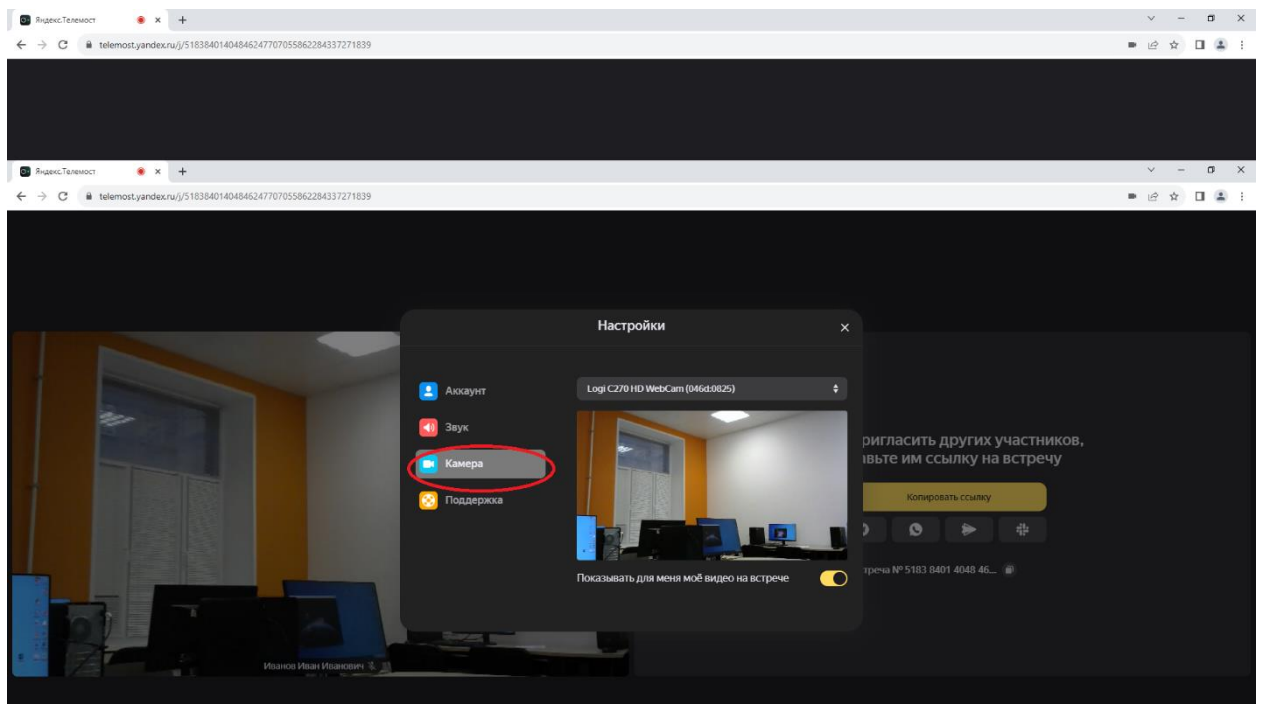 Яндекс.Телемост
telemost.yandex.ru/j/51838401404846247707055862284337271839
Яндекс.Телемост
telemost.yandex.ru/j/51838401404846247707055862284337271839
Настройки
Аккаунт
Звук
Камера
Поддержка
Logi C270 HD WebCam (046d:0825)
Показывать для меня моё видео на встрече
ригласить других участников,
авьте им ссылку на встречу
Копировать ссылку
треча № 5183 8401 4048 46...
Иванов Иван Иванович